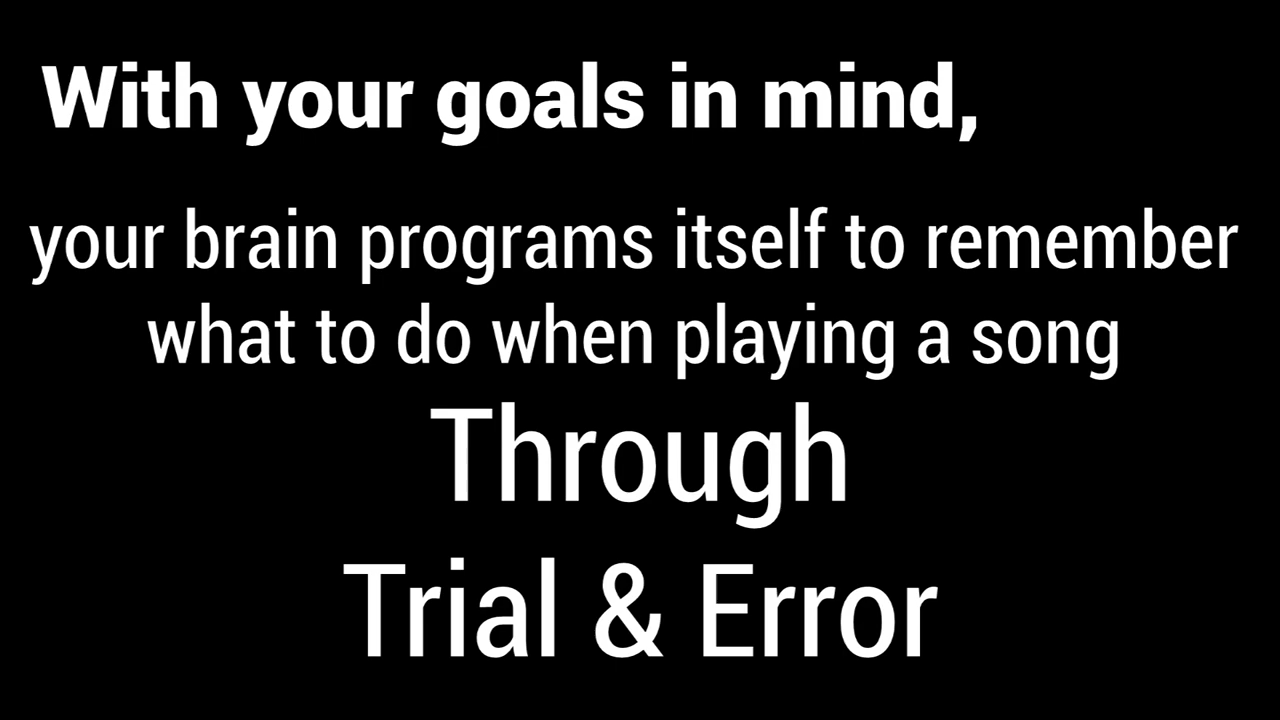 With your goals in mind,
your brain programs itself to remember
what to do when playing a song
Through
Trial & Error